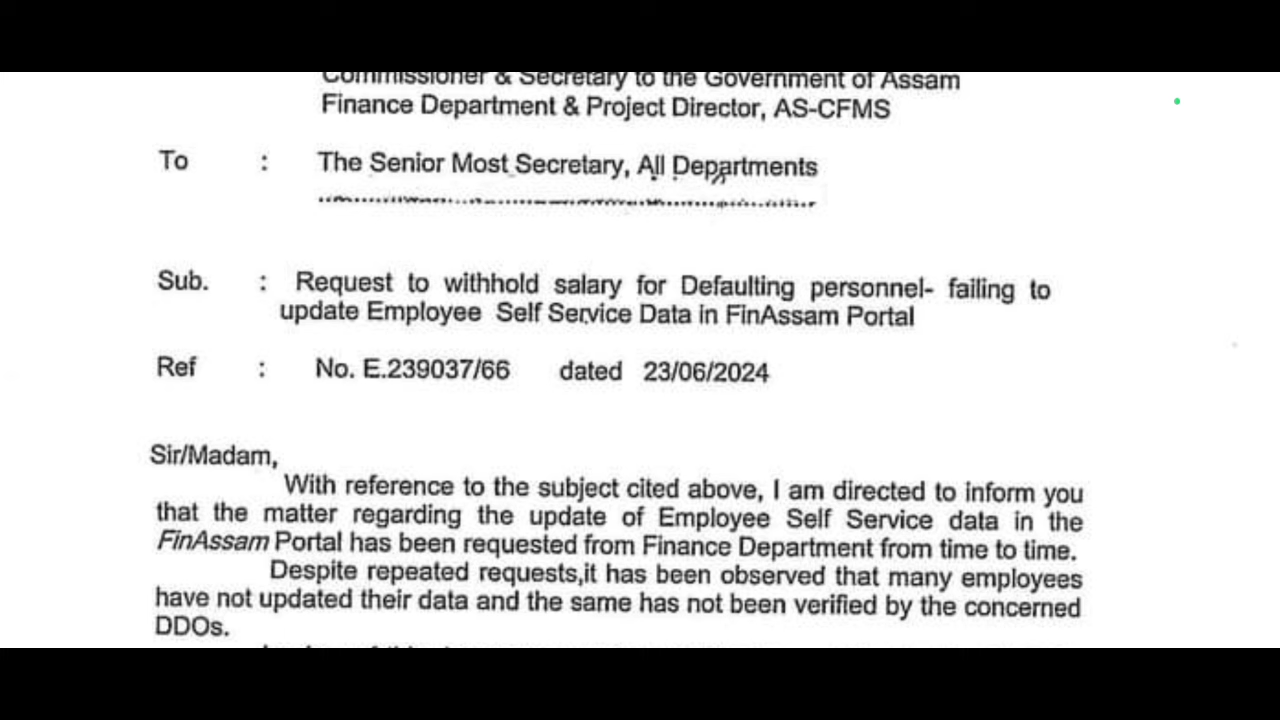 Commissioner & Secretary to the Government of Assam
Finance Department & Project Director, AS-CFMS
To : The Senior Most Secretary, All Departments
Sub. : Request to withhold salary for Defaulting personnel- failing to
update Employee Self Service Data in FinAssam Portal
Ref : No. E.239037/66 dated 23/06/2024
Sir/Madam,
With reference to the subject cited above, I am directed to inform you
that the matter regarding the update of Employee Self Service data in the
FinAssam Portal has been requested from Finance Department from time to time.
Despite repeated requests,it has been observed that many employees
have not updated their data and the same has not been verified by the concerned
DDOs.